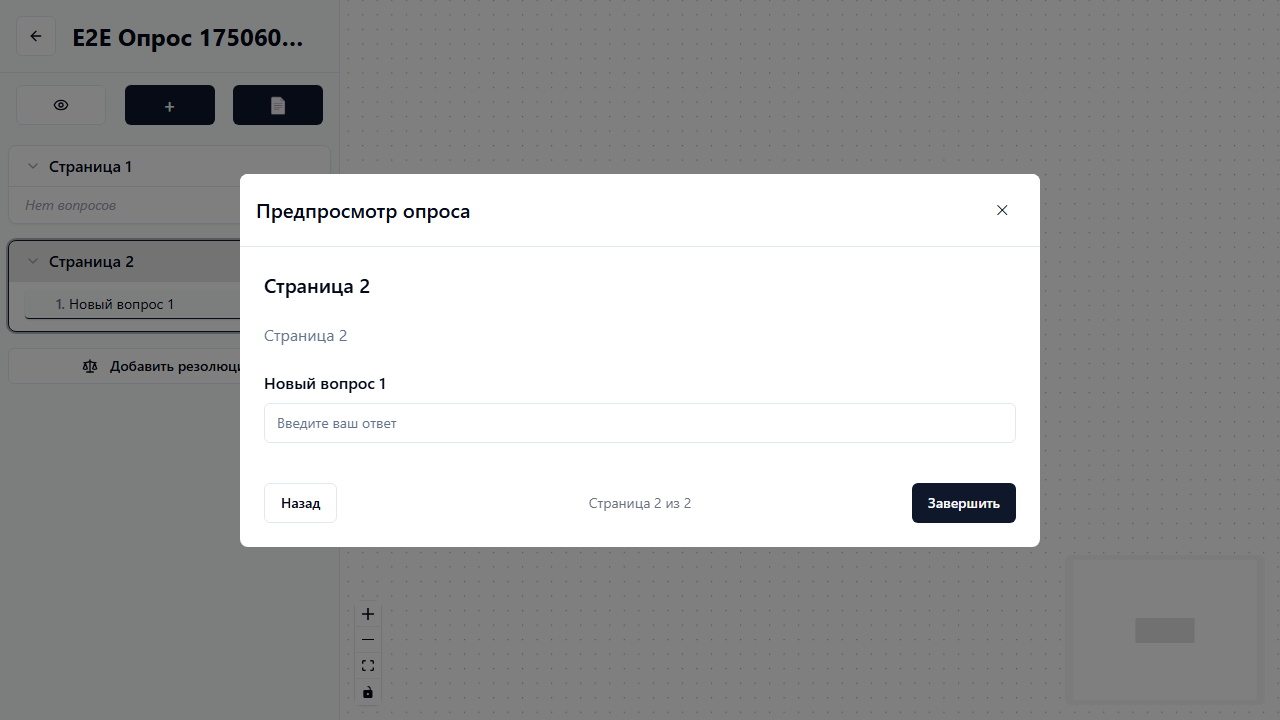 E2E Опрос 175060...
+
Страница 1
Нет вопросов
Страница 2
1. Новый вопрос 1
Добавить резолюци
Предпросмотр опроса
Страница 2
Страница 2
Новый вопрос 1
Введите ваш ответ
Назад
Страница 2 из 2
Завершить